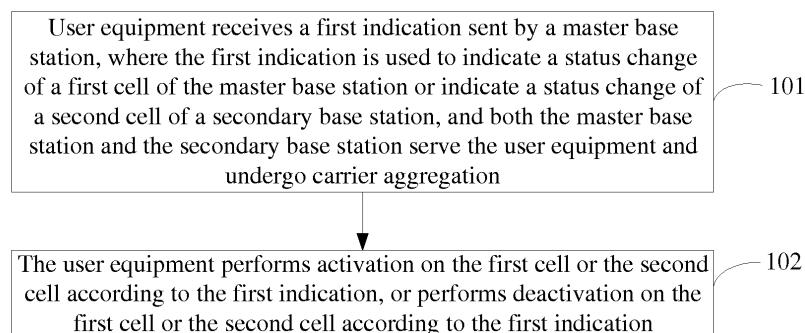 User equipment receives a first indication sent by a master base
station, where the first indication is used to indicate a status change
of a first cell of the master base station or indicate a status change of
a second cell of a secondary base station, and both the master base
station and the secondary base station serve the user equipment and
undergo carrier aggregation
101
The user equipment performs activation on the first cell or the second
cell according to the first indication, or performs deactivation on the
first cell or the second cell according to the first indication
102